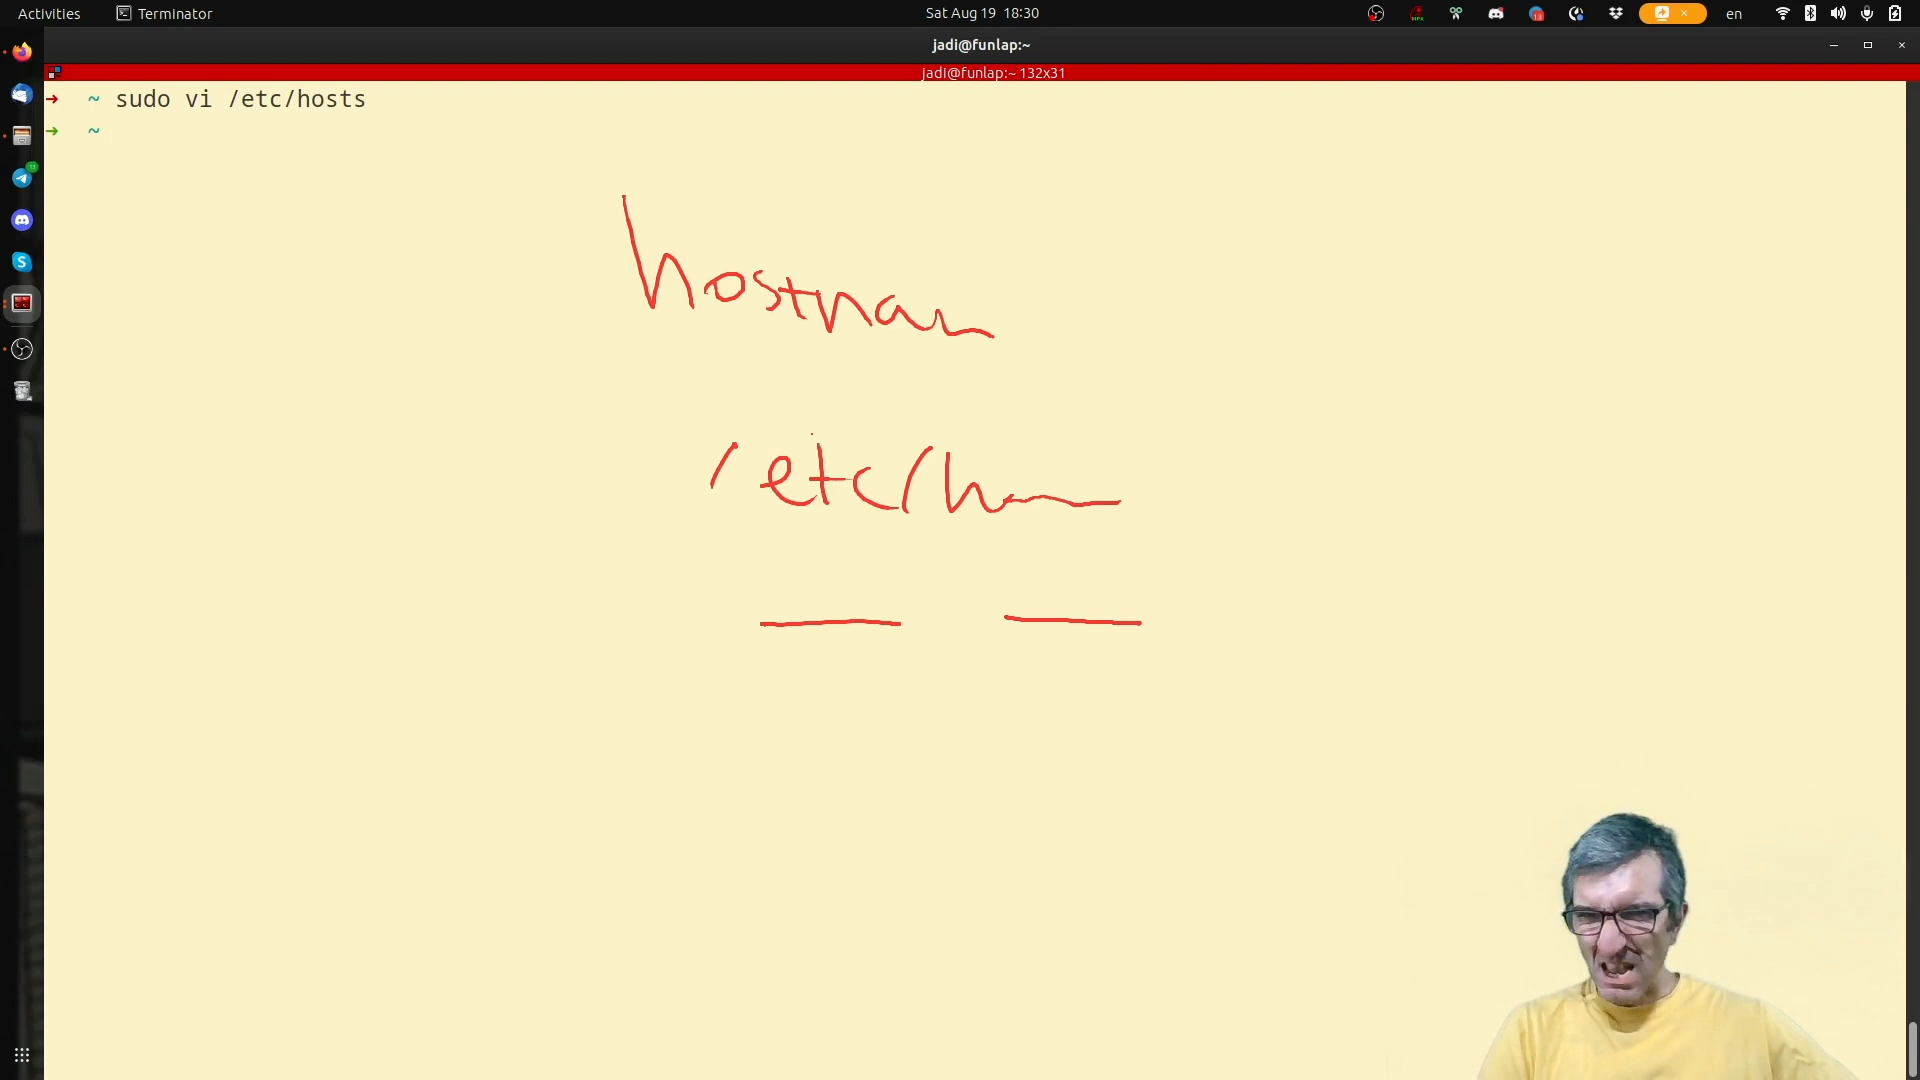 Activities Terminator Sat Aug 19 18:30 en
jadi@funlap:~
jadi@funlap:~ 132x31
➜ ~ sudo vi /etc/hosts
➜ ~
hostnam
/etc/h